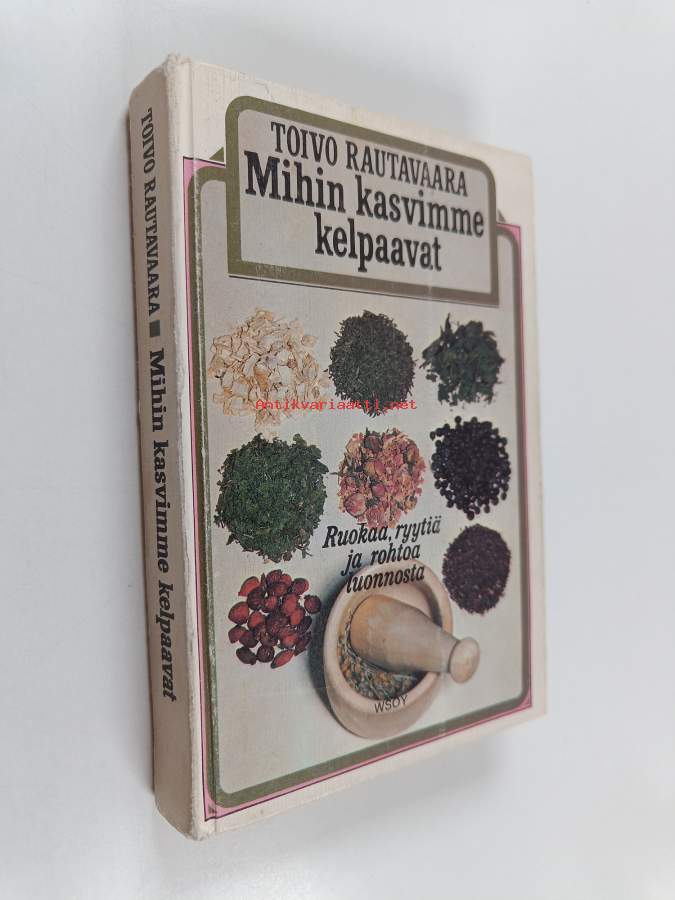 TOIVO RAUTAVAARA
Mihin kasvimme
kelpaavat
Antikvariaatti.net
Ruokaa, ryytiä
ja rohtoa
luonnosta
WSOY
TOIVO RAUTAVAARA ■ Mihin kasvimme kelpaavat